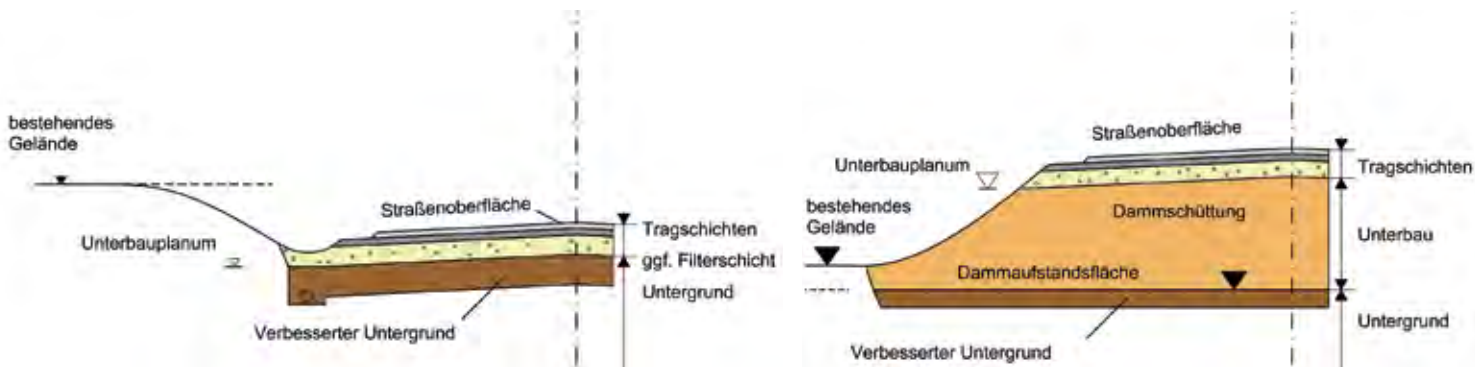 bestehendes
Gelände
Straßenoberfläche
Unterbauplanum
Tragschichten
ggf. Filterschicht
Untergrund
Verbesserter Untergrund
Straßenoberfläche
Unterbauplanum
Tragschichten
bestehendes
Gelände
Dammschüttung
Unterbau
Dammaufstandsfläche
Untergrund
Verbesserter Untergrund